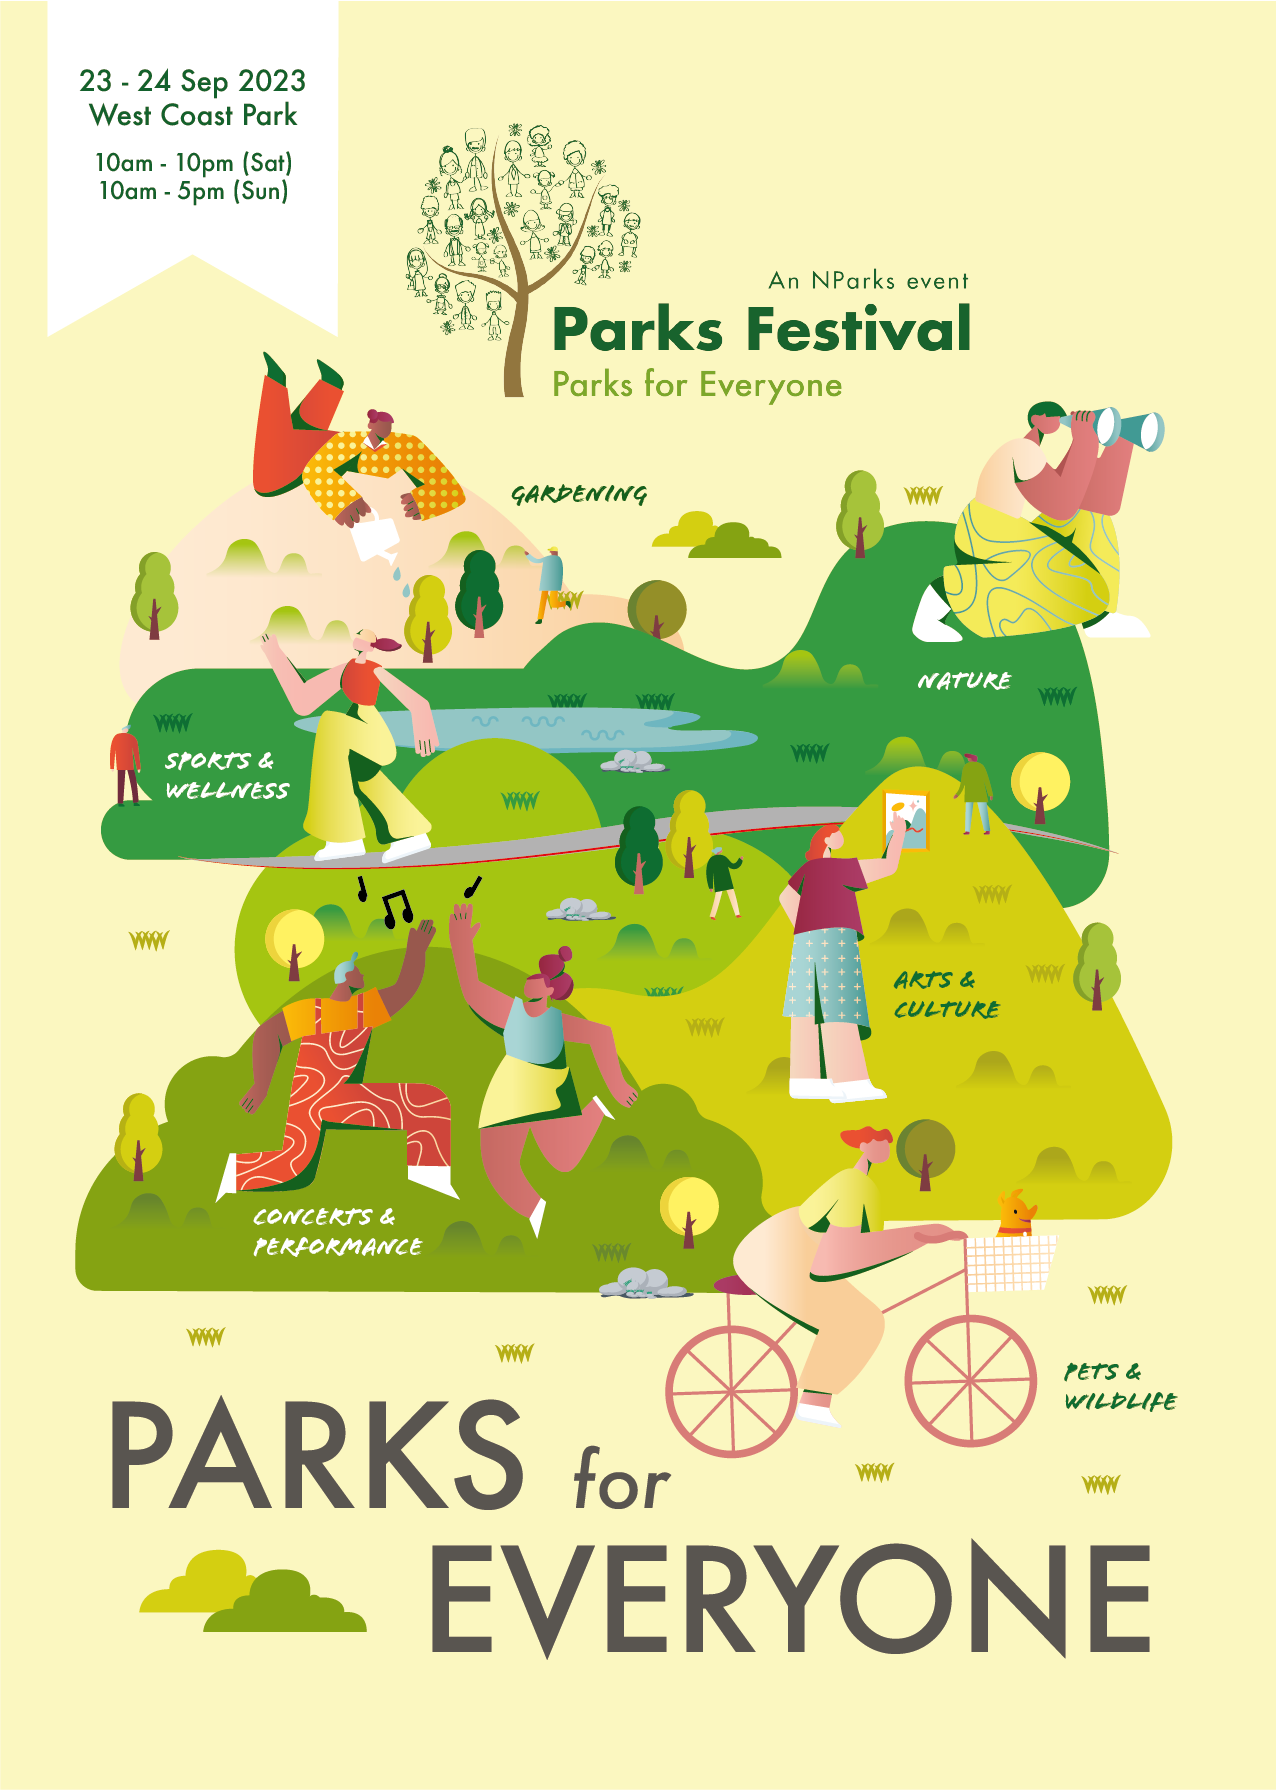 23 - 24 Sep 2023
West Coast Park
10am - 10pm (Sat)
10am - 5pm (Sun)
An NParks event
Parks Festival
Parks for Everyone
GARDENING
NATURE
SPORTS &
WELLNESS
ARTS &
CULTURE
CONCERTS &
PERFORMANCE
PETS &
WILDLIFE
PARKS for
EVERYONE